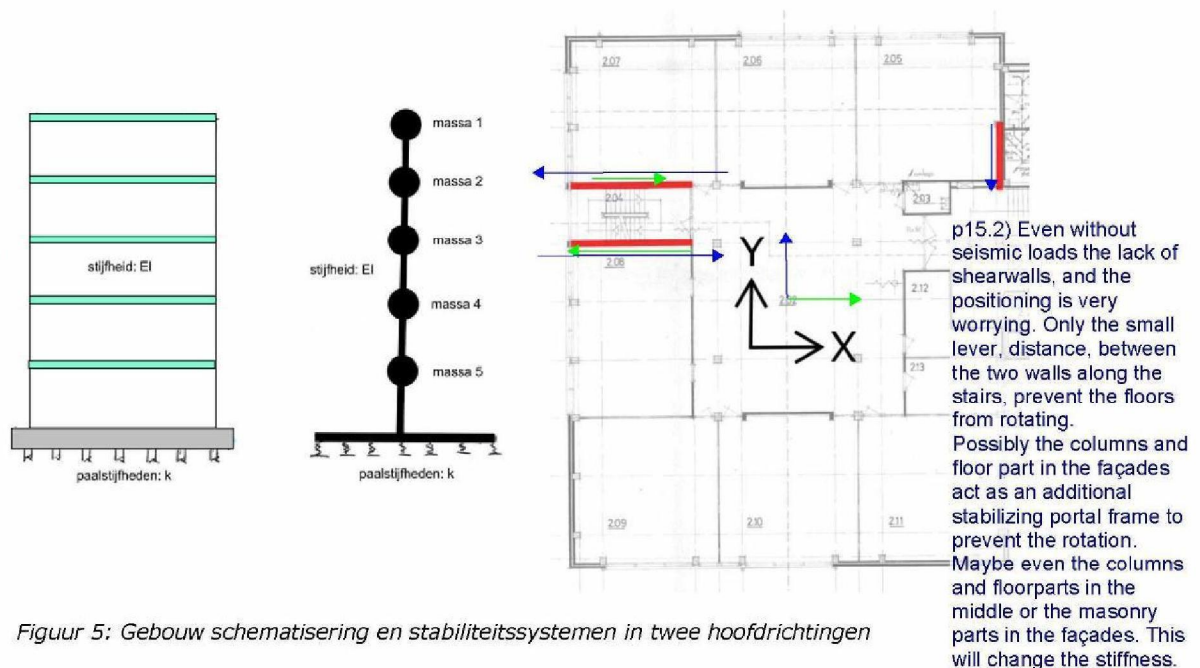 massa 1
massa 2
massa 3
massa 4
massa 5
stijfheid: EI
stijfheid: EI
paalstijfheden: k
paalstijfheden: k
2.07
2.06
2.05
2.04
2.03
2.08
2.02
2.12
2.13
2.09
2.10
2.11
Y
X
p15.2) Even without
seismic loads the lack of
shearwalls, and the
positioning is very
worrying. Only the small
lever, distance, between
the two walls along the
stairs, prevent the floors
from rotating.
Possibly the columns and
floor part in the façades
act as an additional
stabilizing portal frame to
prevent the rotation.
Maybe even the columns
and floorparts in the
middle or the masonry
parts in the façades. This
will change the stiffness.
Figuur 5: Gebouw schematisering en stabiliteitssystemen in twee hoofdrichtingen